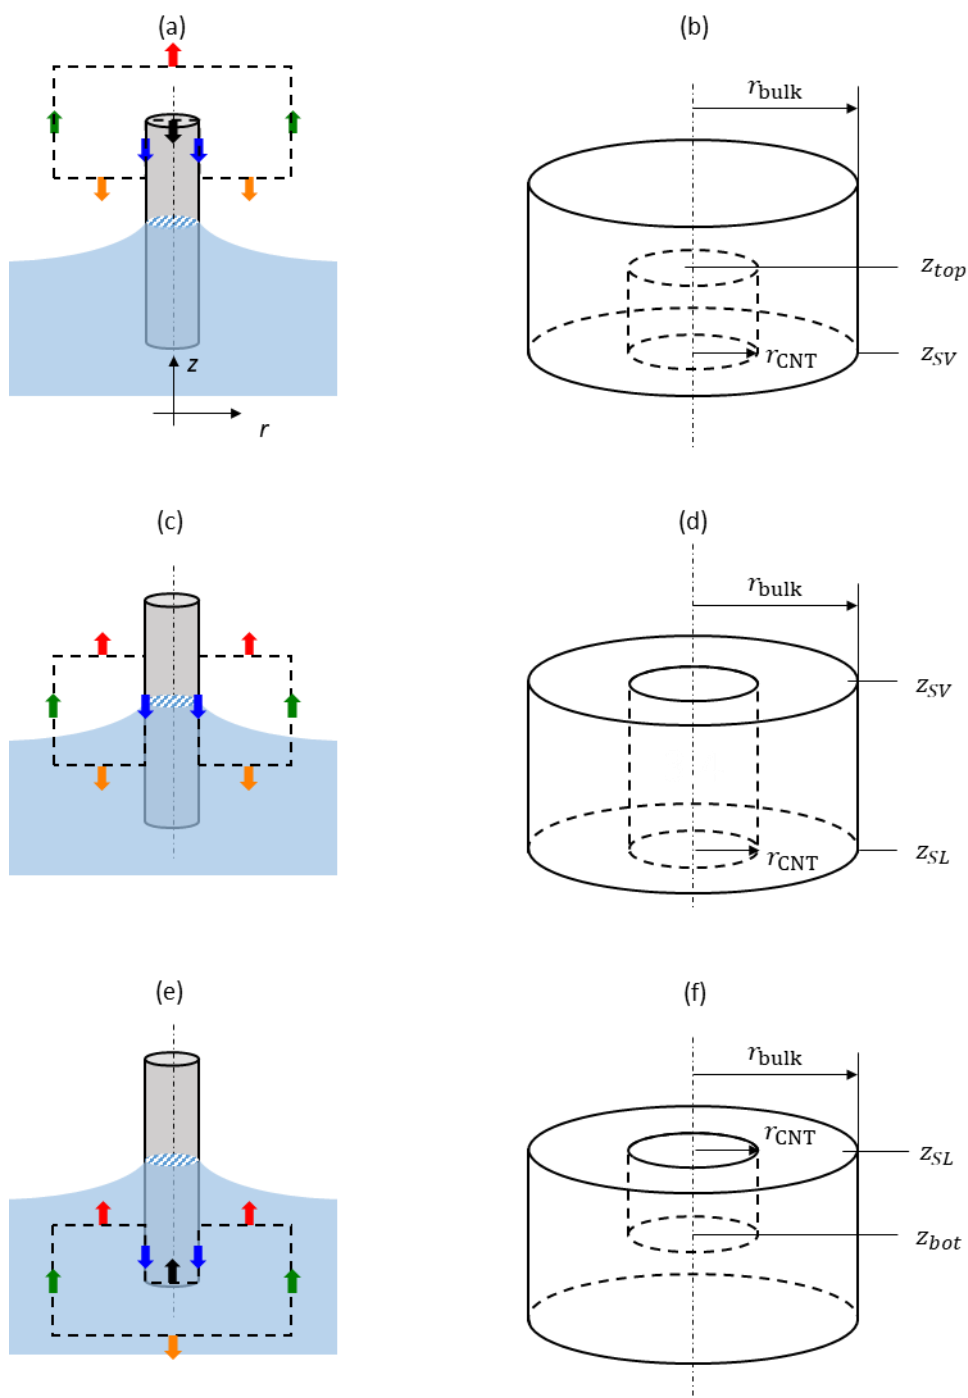 (a)
(b)
r_bulk
z_top
r_CNT
z_SV
z
r
(c)
(d)
r_bulk
z_SV
r_CNT
z_SL
(e)
(f)
r_bulk
r_CNT
z_SL
z_bot